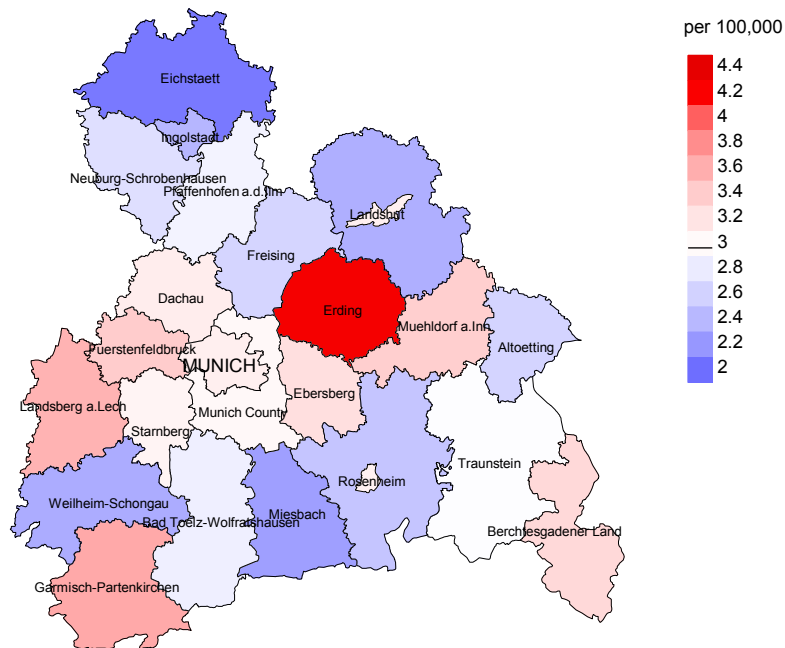 per 100,000
4.4
4.2
4
3.8
3.6
3.4
3.2
3
2.8
2.6
2.4
2.2
2
Eichstaett
Ingolstadt
Neuburg-Schrobenhausen
Pfaffenhofen a.d.Ilm
Landshut
Freising
Dachau
Erding
Muehldorf a.Inn
Altoetting
Fuerstenfeldbruck
MUNICH
Ebersberg
Landsberg a.Lech
Munich County
Starnberg
Traunstein
Rosenheim
Weilheim-Schongau
Miesbach
Bad Toelz-Wolfratshausen
Berchtesgadener Land
Garmisch-Partenkirchen